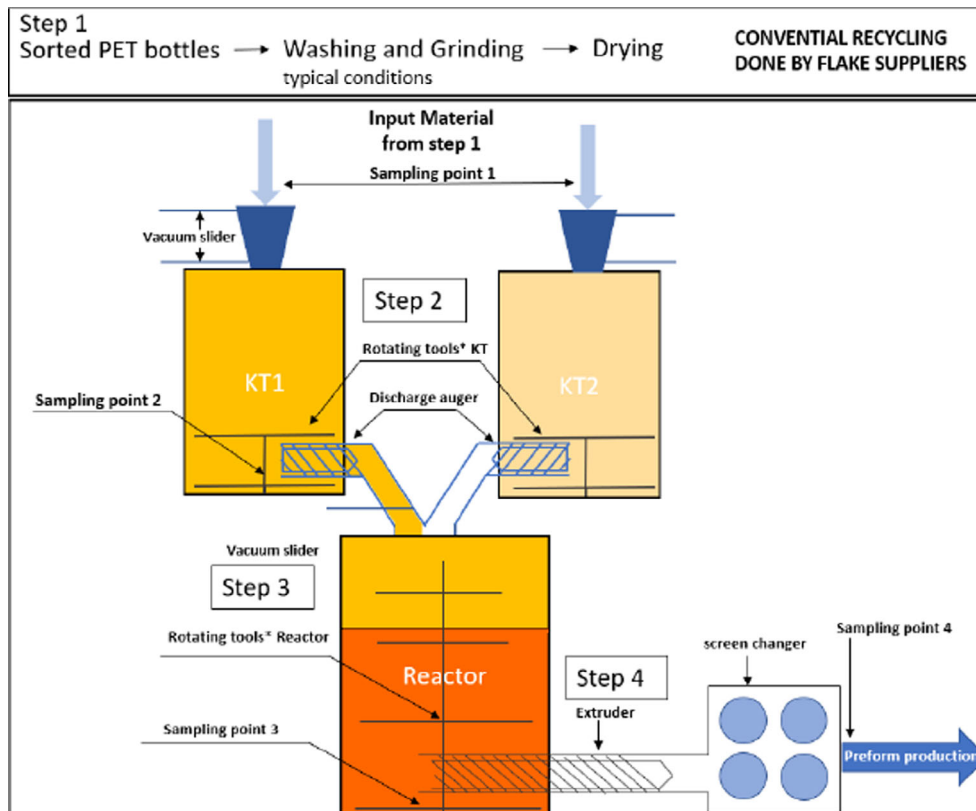 Step 1
Sorted PET bottles → Washing and Grinding → Drying
typical conditions
CONVENTIAL RECYCLING
DONE BY FLAKE SUPPLIERS
Input Material
from step 1
Sampling point 1
Vacuum slider
Step 2
Rotating tools* KT
KT1
KT2
Sampling point 2
Discharge auger
Vacuum slider
Step 3
Rotating tools* Reactor
Reactor
Step 4
Extruder
screen changer
Sampling point 4
Sampling point 3
Preform production